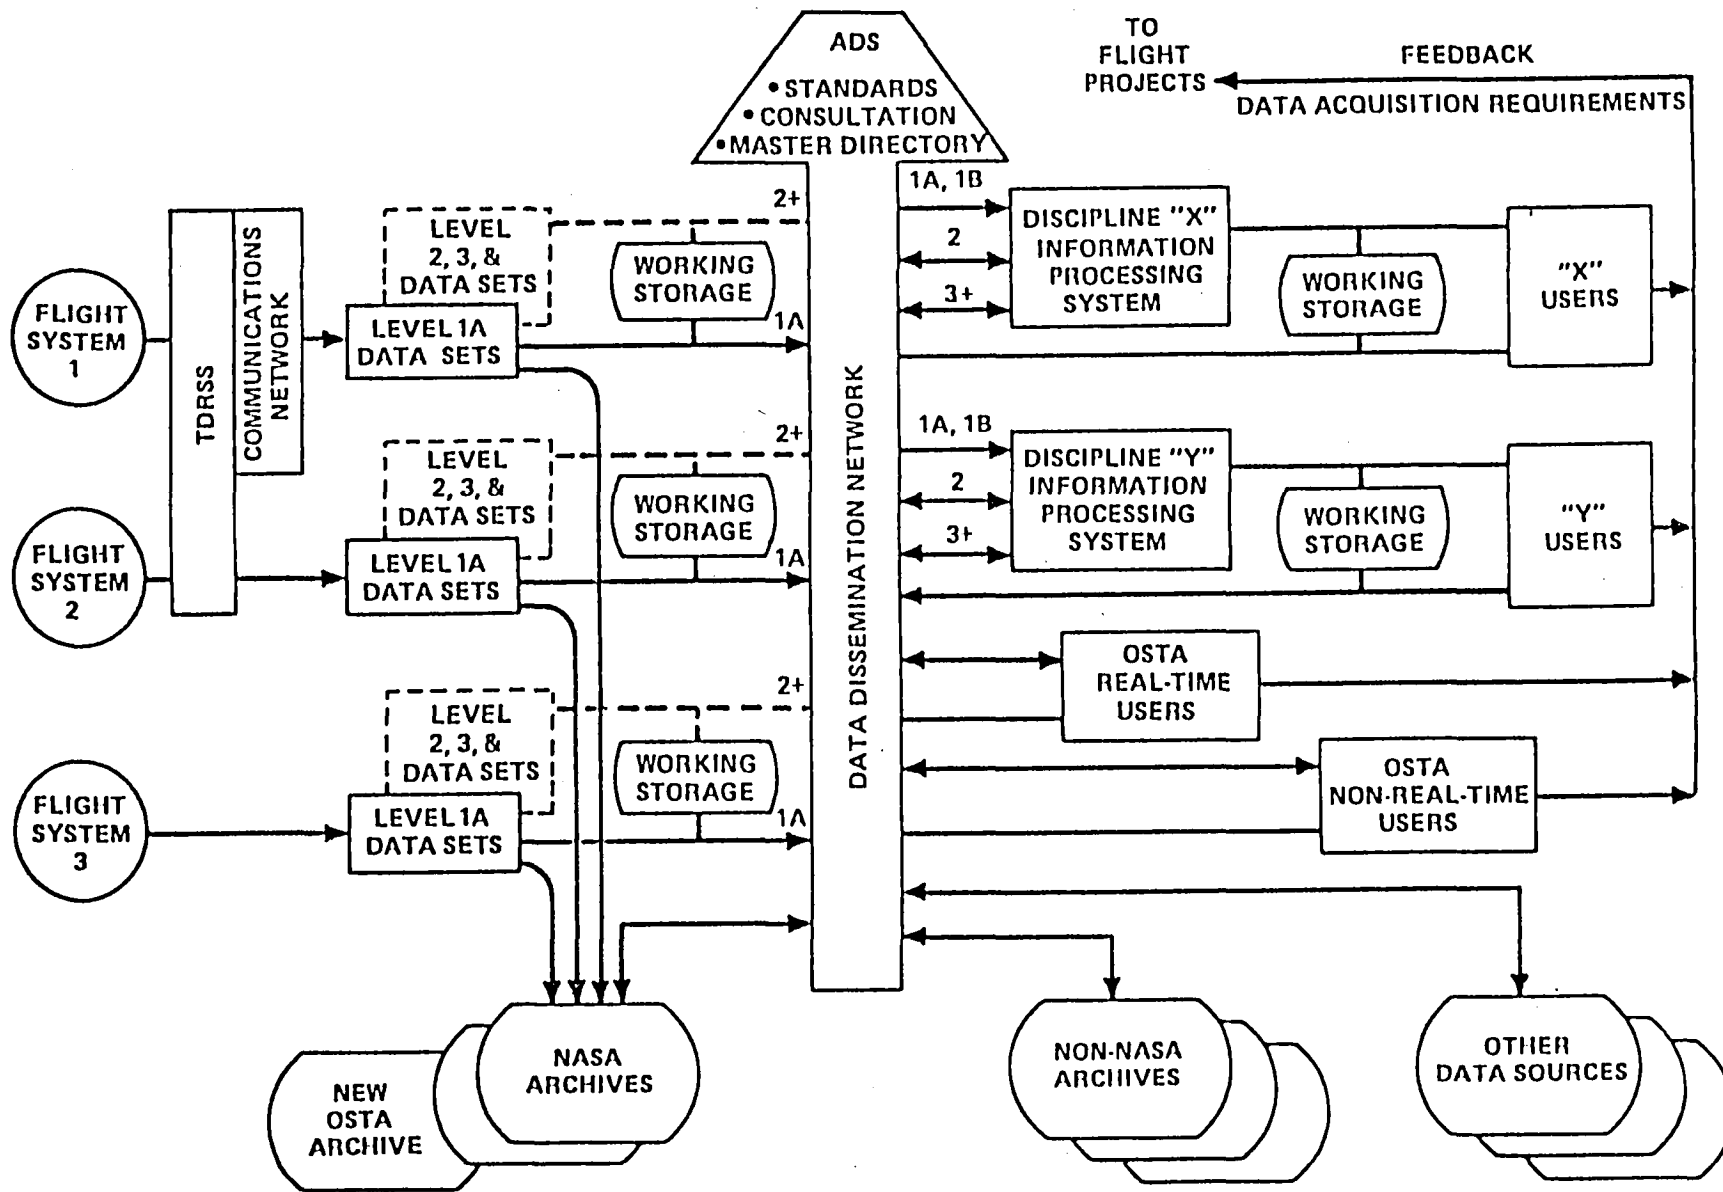 ADS
• STANDARDS
• CONSULTATION
• MASTER DIRECTORY
TO
FLIGHT
PROJECTS
FEEDBACK
DATA ACQUISITION REQUIREMENTS
FLIGHT
SYSTEM
1
FLIGHT
SYSTEM
2
FLIGHT
SYSTEM
3
TDRSS
COMMUNICATIONS
NETWORK
LEVEL
2, 3, &
DATA SETS
LEVEL 1A
DATA SETS
2+
WORKING
STORAGE
1A
LEVEL
2, 3, &
DATA SETS
LEVEL 1A
DATA SETS
2+
WORKING
STORAGE
1A
LEVEL
2, 3, &
DATA SETS
LEVEL 1A
DATA SETS
2+
WORKING
STORAGE
1A
DATA DISSEMINATION NETWORK
1A, 1B
2
3+
DISCIPLINE "X"
INFORMATION
PROCESSING
SYSTEM
WORKING
STORAGE
"X"
USERS
1A, 1B
2
3+
DISCIPLINE "Y"
INFORMATION
PROCESSING
SYSTEM
WORKING
STORAGE
"Y"
USERS
OSTA
REAL-TIME
USERS
OSTA
NON-REAL-TIME
USERS
NEW
OSTA
ARCHIVE
NASA
ARCHIVES
NON-NASA
ARCHIVES
OTHER
DATA SOURCES